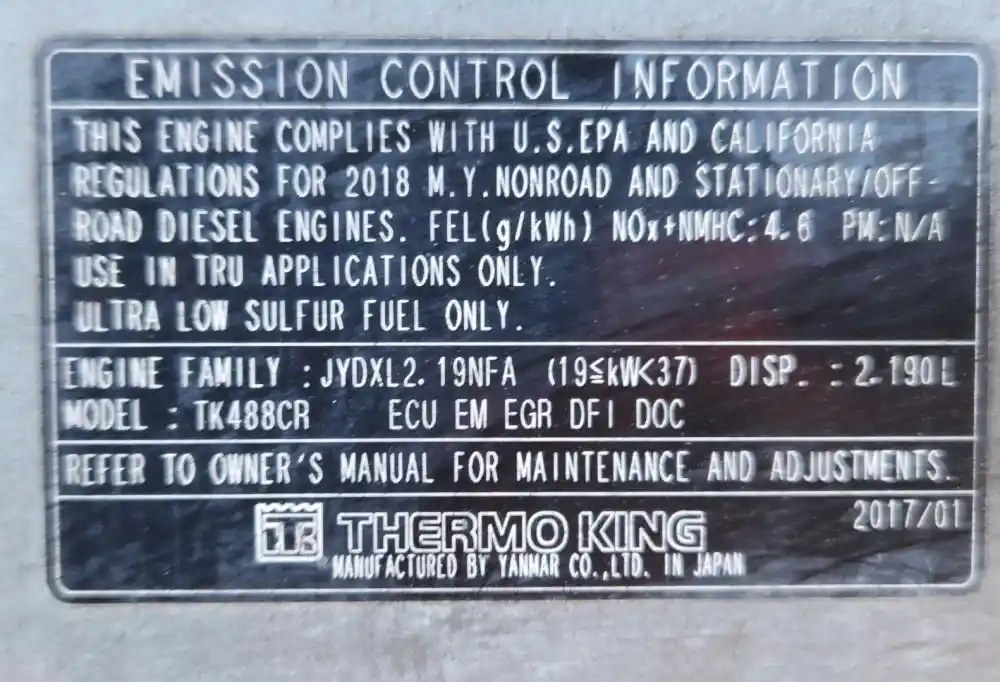 EMISSION CONTROL INFORMATION
THIS ENGINE COMPLIES WITH U.S.EPA AND CALIFORNIA
REGULATIONS FOR 2018 M.Y.NONROAD AND STATIONARY/OFF-
ROAD DIESEL ENGINES. FEL(g/kWh) NOx+NMHC:4.6 PM:N/A
USE IN TRU APPLICATIONS ONLY.
ULTRA LOW SULFUR FUEL ONLY.
ENGINE FAMILY :JYDXL2.19NFA (19≦kW<37) DISP. : 2.190L
MODEL : TK488CR ECU EM EGR DFI DOC
REFER TO OWNER'S MANUAL FOR MAINTENANCE AND ADJUSTMENTS.
2017/01
TK THERMO KING
MANUFACTURED BY YANMAR CO.,LTD. IN JAPAN